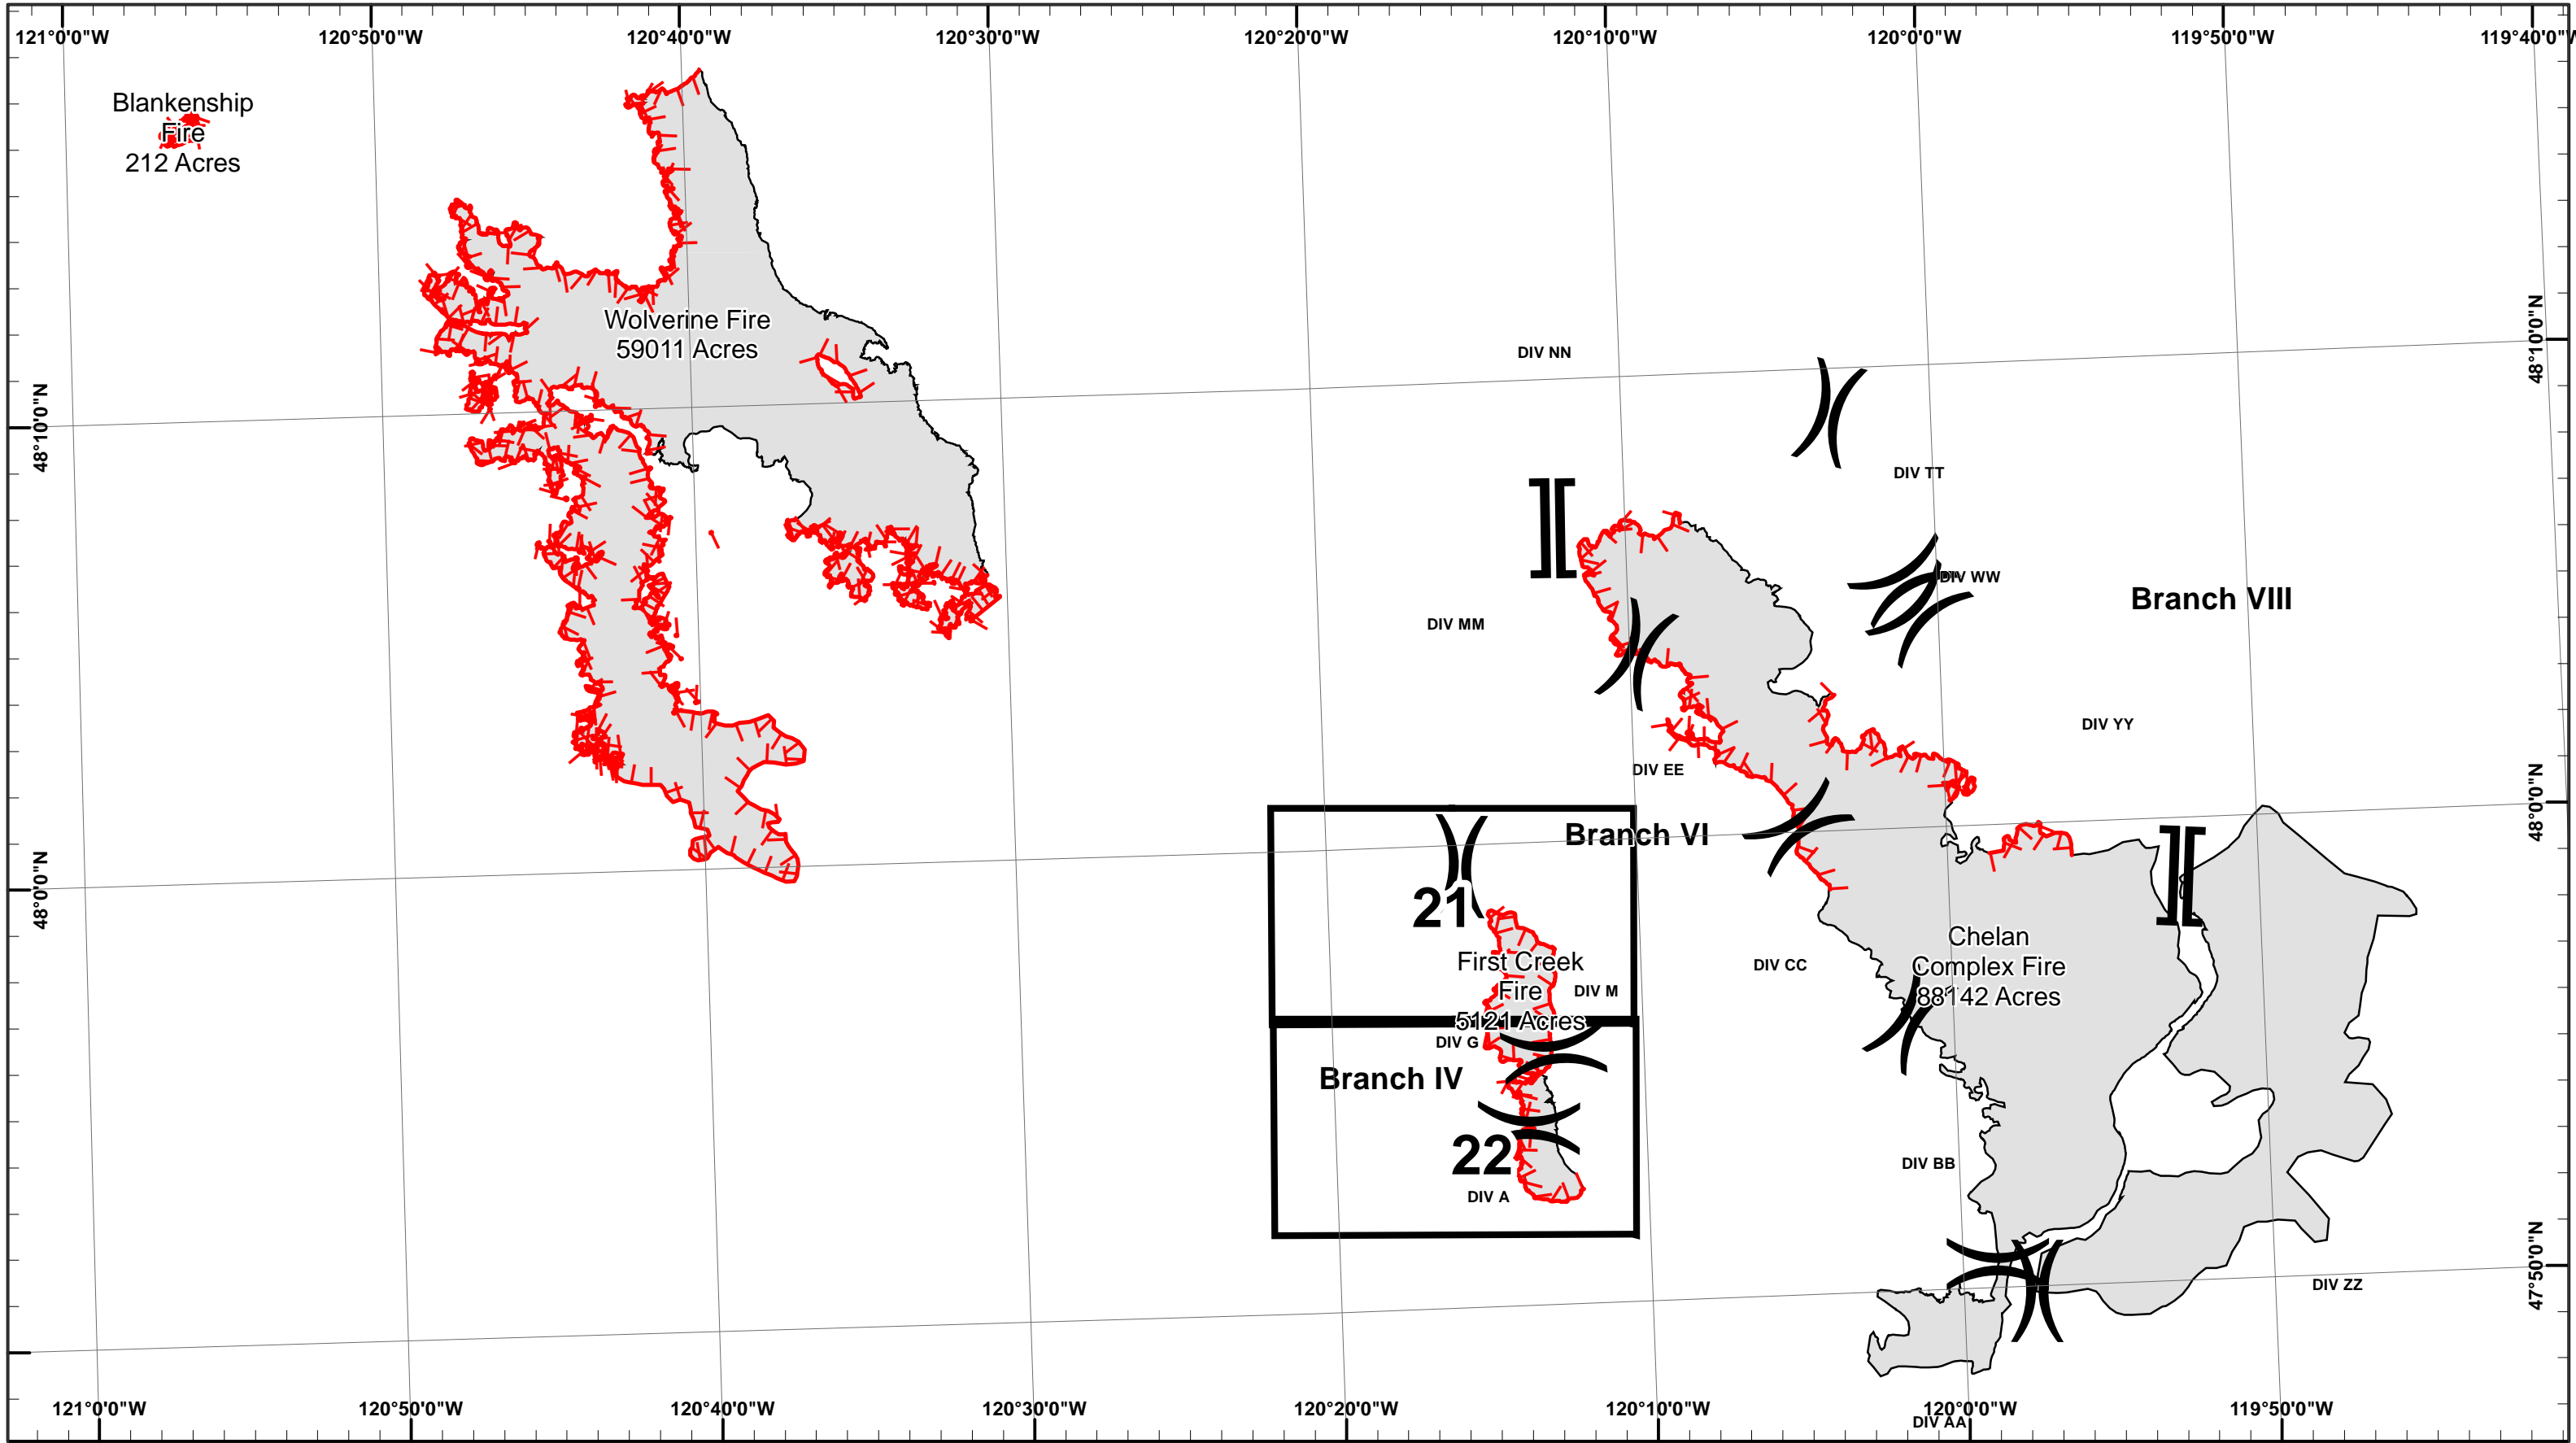 121°0'0"W
120°50'0"W
120°40'0"W
120°30'0"W
120°20'0"W
120°10'0"W
120°0'0"W
119°50'0"W
119°40'0"W
Blankenship
Fire
212 Acres
Wolverine Fire
59011 Acres
48°10'0"N
48°10'0"N
DIV NN
DIV TT
DIV WW
Branch VIII
DIV MM
DIV YY
DIV EE
Branch VI
48°0'0"N
48°0'0"N
21
First Creek
Fire
5121 Acres
DIV M
DIV CC
Chelan
Complex Fire
88142 Acres
DIV G
Branch IV
22
DIV A
DIV BB
47°50'0"N
DIV ZZ
121°0'0"W
120°50'0"W
120°40'0"W
120°30'0"W
120°20'0"W
120°10'0"W
120°0'0"W
119°50'0"W
DIV AA